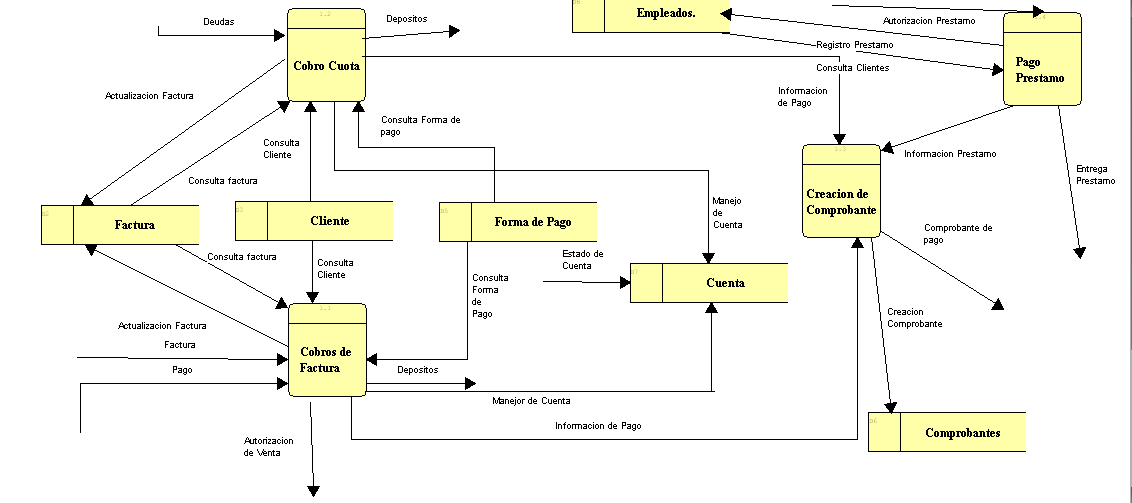 Deudas
Depositos
Empleados.
Autorizacion Prestamo
Registro Prestamo
Consulta Clientes
Pago
Prestamo
1.2
Cobro Cuota
Actualizacion Factura
Consulta Forma de
pago
Informacion
de Pago
Consulta
Cliente
Informacion Prestamo
Entrega
Prestamo
Consulta factura
Creacion de
Comprobante
Factura
Cliente
Forma de Pago
Manejo
de
Cuenta
Comprobante de
pago
Consulta factura
Consulta
Cliente
Estado de
Cuenta
Consulta
Forma
de
Pago
Cuenta
1.1
Actualizacion Factura
Creacion
Comprobante
Factura
Cobros de
Factura
Pago
Depositos
Manejor de Cuenta
Informacion de Pago
Autorizacion
de Venta
Comprobantes